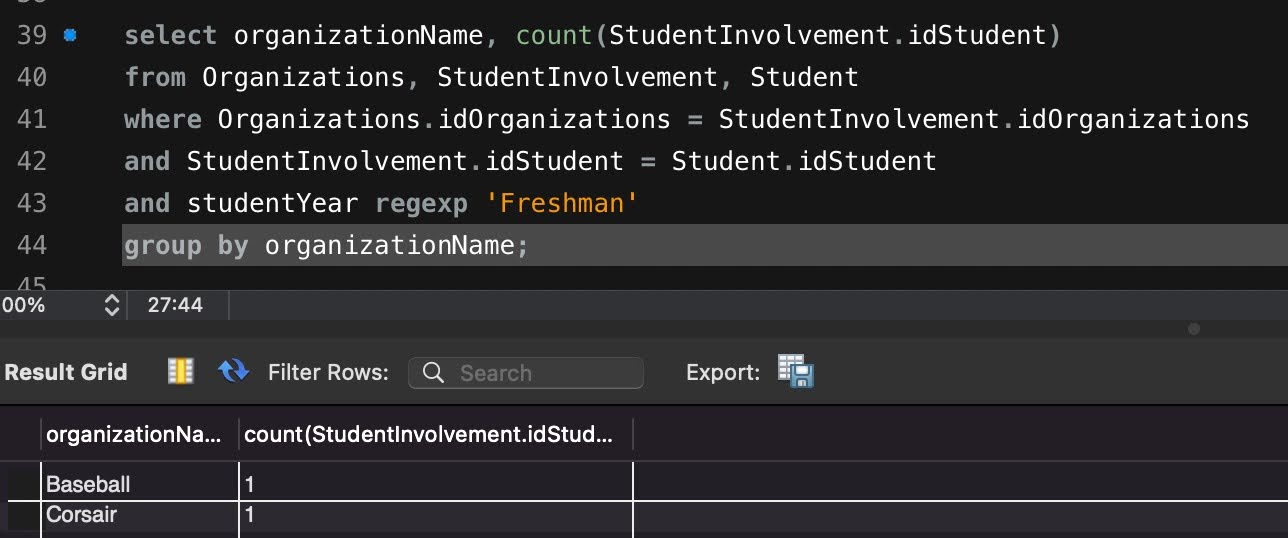 39 select organizationName, count(StudentInvolvement.idStudent)
40 from Organizations, StudentInvolvement, Student
41 where Organizations.idOrganizations = StudentInvolvement.idOrganizations
42 and StudentInvolvement.idStudent = Student.idStudent
43 and studentYear regexp 'Freshman'
44 group by organizationName;
45
00% 27:44
Result Grid Filter Rows: Search Export:
organizationNa... count(StudentInvolvement.idStud...
Baseball 1
Corsair 1